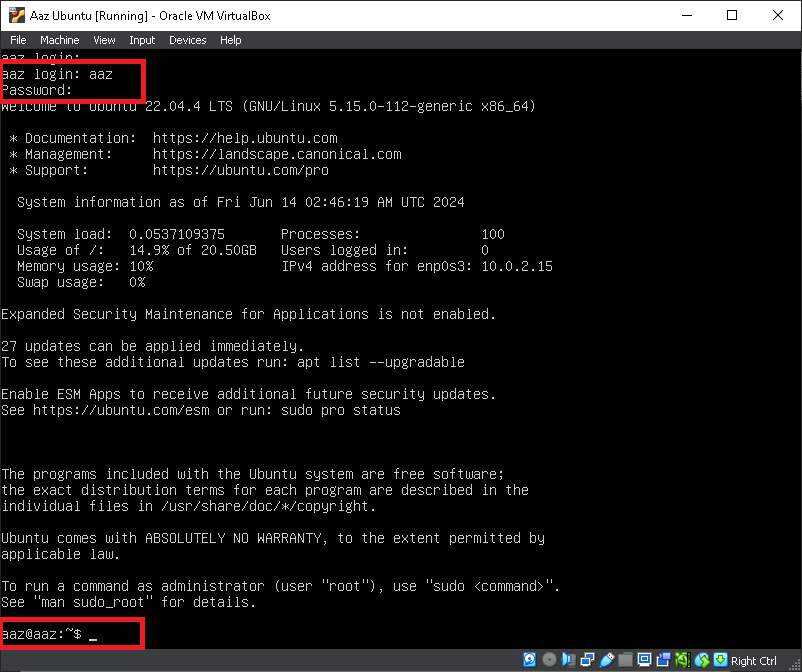 Aaz Ubuntu [Running] - Oracle VM VirtualBox
File Machine View Input Devices Help
aaz login:
aaz login: aaz
Password:
Welcome to Ubuntu 22.04.4 LTS (GNU/Linux 5.15.0-112-generic x86_64)
* Documentation: https://help.ubuntu.com
* Management: https://landscape.canonical.com
* Support: https://ubuntu.com/pro
System information as of Fri Jun 14 02:46:19 AM UTC 2024
System load: 0.0537109375 Processes: 100
Usage of /: 14.9% of 20.50GB Users logged in: 0
Memory usage: 10% IPv4 address for enp0s3: 10.0.2.15
Swap usage: 0%
Expanded Security Maintenance for Applications is not enabled.
27 updates can be applied immediately.
To see these additional updates run: apt list --upgradable
Enable ESM Apps to receive additional future security updates.
See https://ubuntu.com/esm or run: sudo pro status
The programs included with the Ubuntu system are free software;
the exact distribution terms for each program are described in the
individual files in /usr/share/doc/*/copyright.
Ubuntu comes with ABSOLUTELY NO WARRANTY, to the extent permitted by
applicable law.
To run a command as administrator (user "root"), use "sudo <command>".
See "man sudo_root" for details.
aaz@aaz:~$ _
Right Ctrl